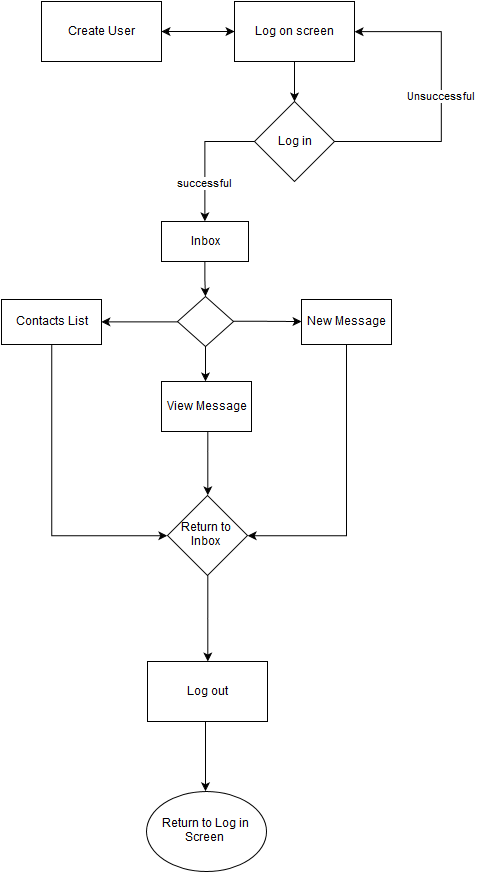 Create User
Log on screen
Unsuccessful
Log in
successful
Inbox
Contacts List
New Message
View Message
Return to
Inbox
Log out
Return to Log in
Screen